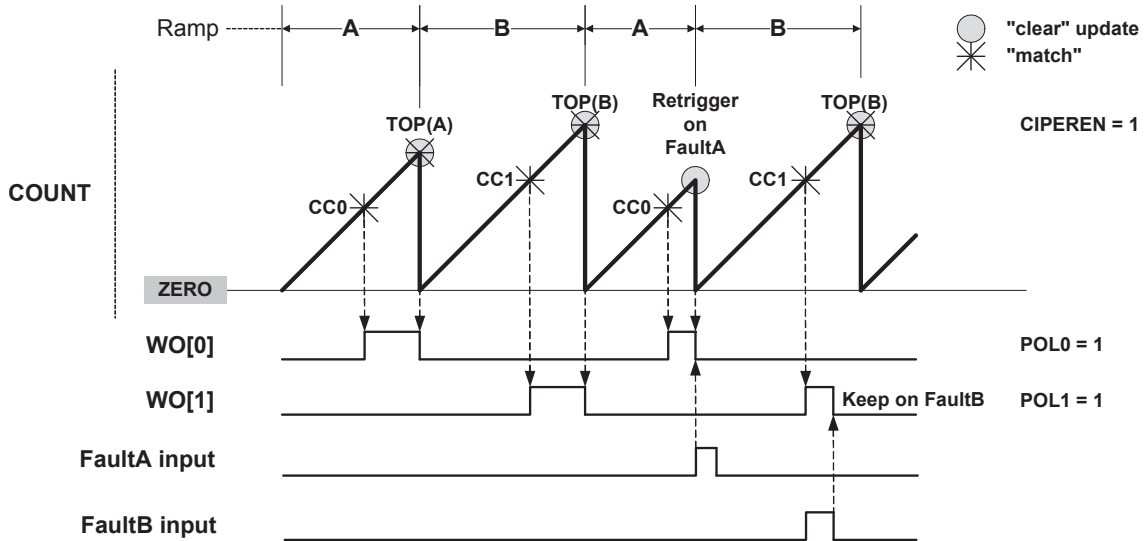 Ramp
A
B
A
B
"clear" update
"match"
TOP(A)
TOP(B)
Retrigger
on
FaultA
TOP(B)
CIPEREN = 1
COUNT
CC0
CC1
CC0
CC1
ZERO
WO[0]
POL0 = 1
WO[1]
Keep on FaultB
POL1 = 1
FaultA input
FaultB input